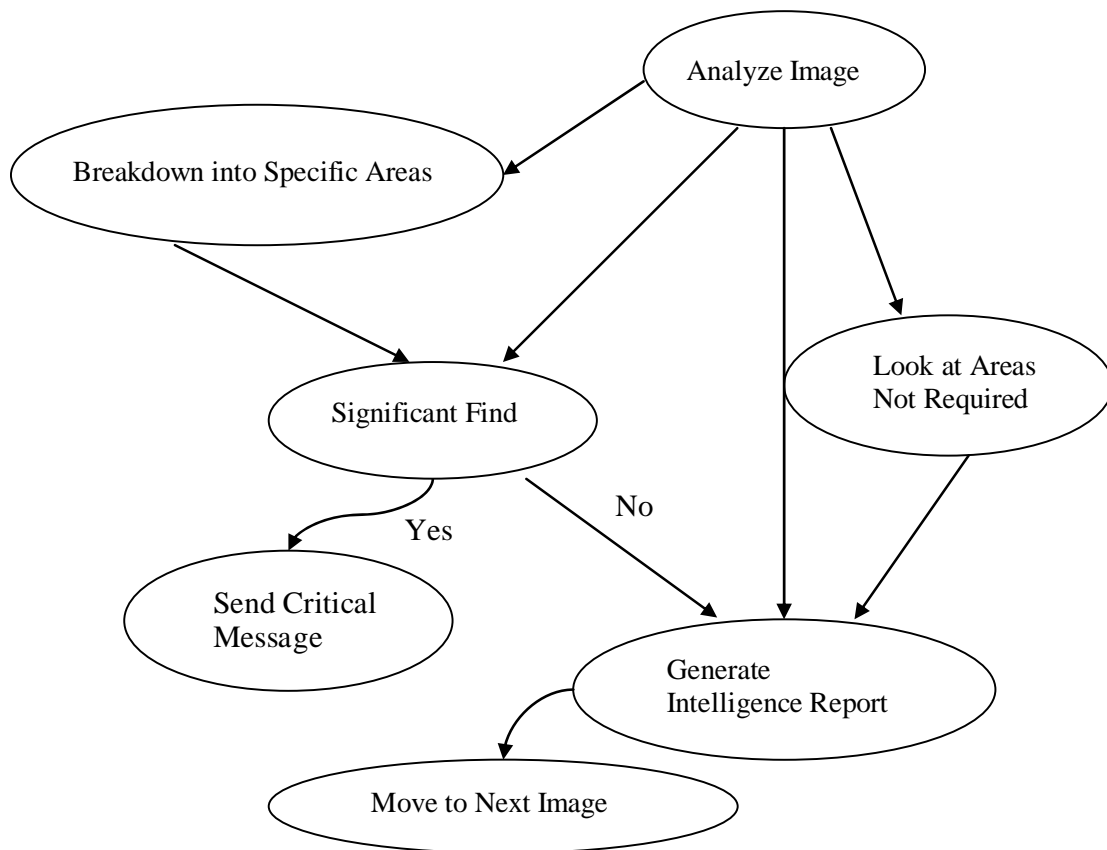 Analyze Image
Breakdown into Specific Areas
Look at Areas
Not Required
Significant Find
No
Yes
Send Critical
Message
Generate
Intelligence Report
Move to Next Image